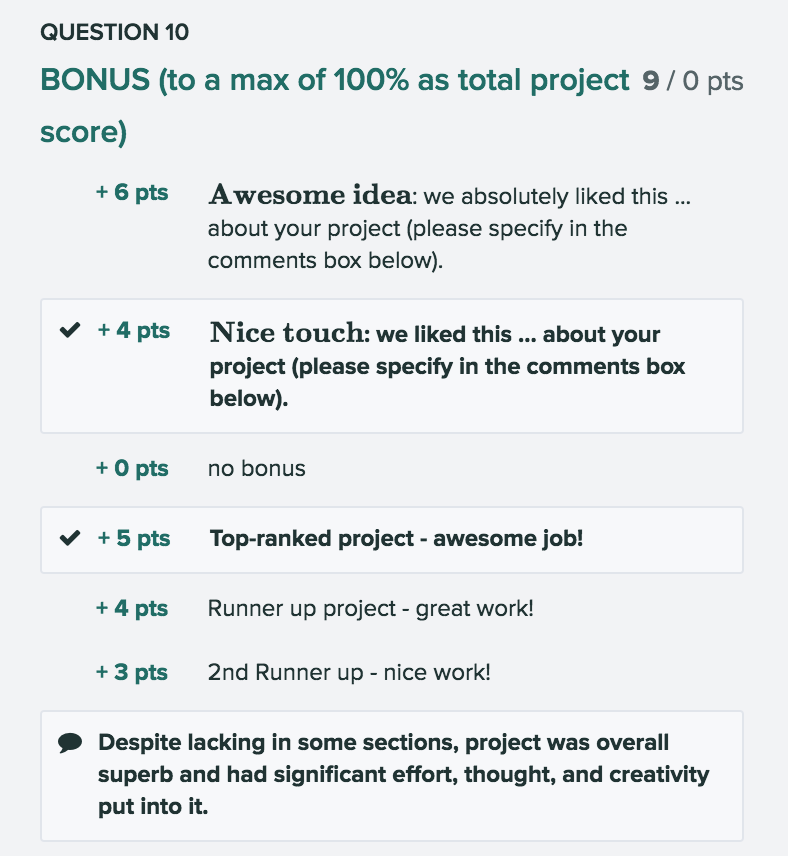 QUESTION 10
BONUS (to a max of 100% as total project 9 / 0 pts
score)
+ 6 pts Awesome idea: we absolutely liked this ...
about your project (please specify in the
comments box below).
+ 4 pts Nice touch: we liked this ... about your
project (please specify in the comments box
below).
+ 0 pts no bonus
+ 5 pts Top-ranked project - awesome job!
+ 4 pts Runner up project - great work!
+ 3 pts 2nd Runner up - nice work!
Despite lacking in some sections, project was overall
superb and had significant effort, thought, and creativity
put into it.